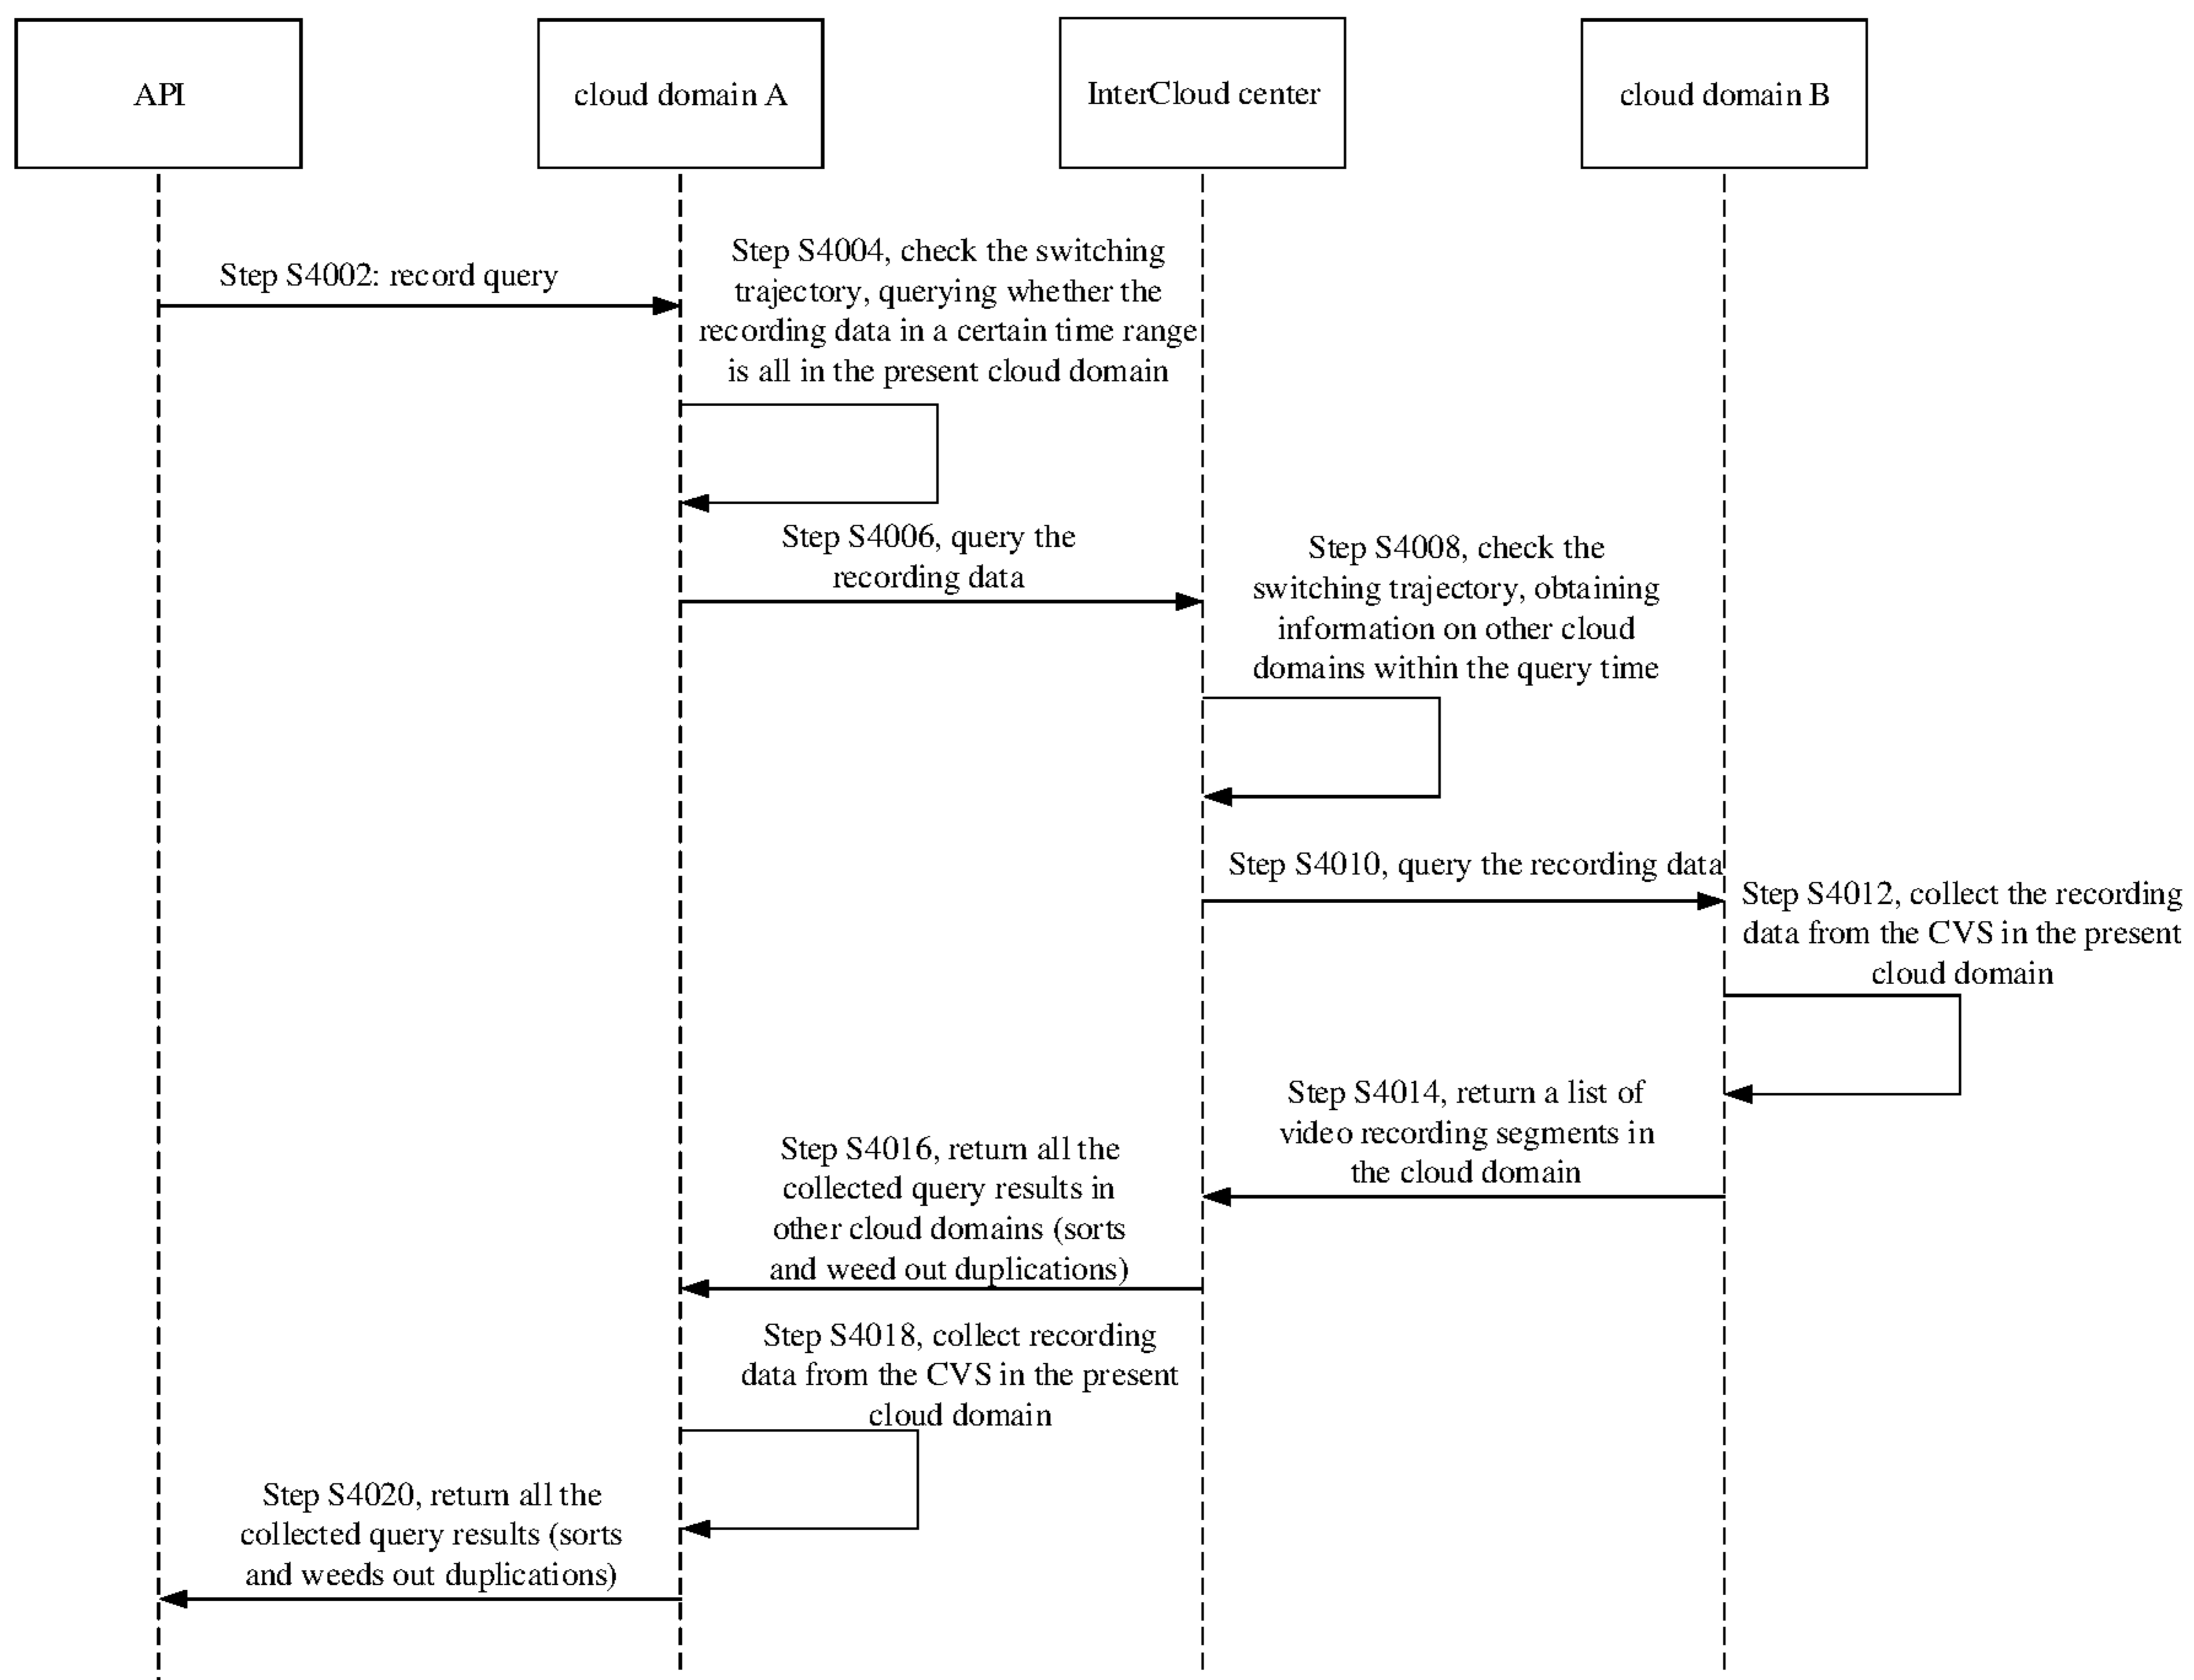 API
cloud domain A
InterCloud center
cloud domain B
Step S4002: record query
Step S4004, check the switching
trajectory, querying whether the
recording data in a certain time range
is all in the present cloud domain
Step S4006, query the
recording data
Step S4008, check the
switching trajectory, obtaining
information on other cloud
domains within the query time
Step S4010, query the recording data
Step S4012, collect the recording
data from the CVS in the present
cloud domain
Step S4014, return a list of
video recording segments in
the cloud domain
Step S4016, return all the
collected query results in
other cloud domains (sorts
and weed out duplications)
Step S4018, collect recording
data from the CVS in the present
cloud domain
Step S4020, return all the
collected query results (sorts
and weeds out duplications)